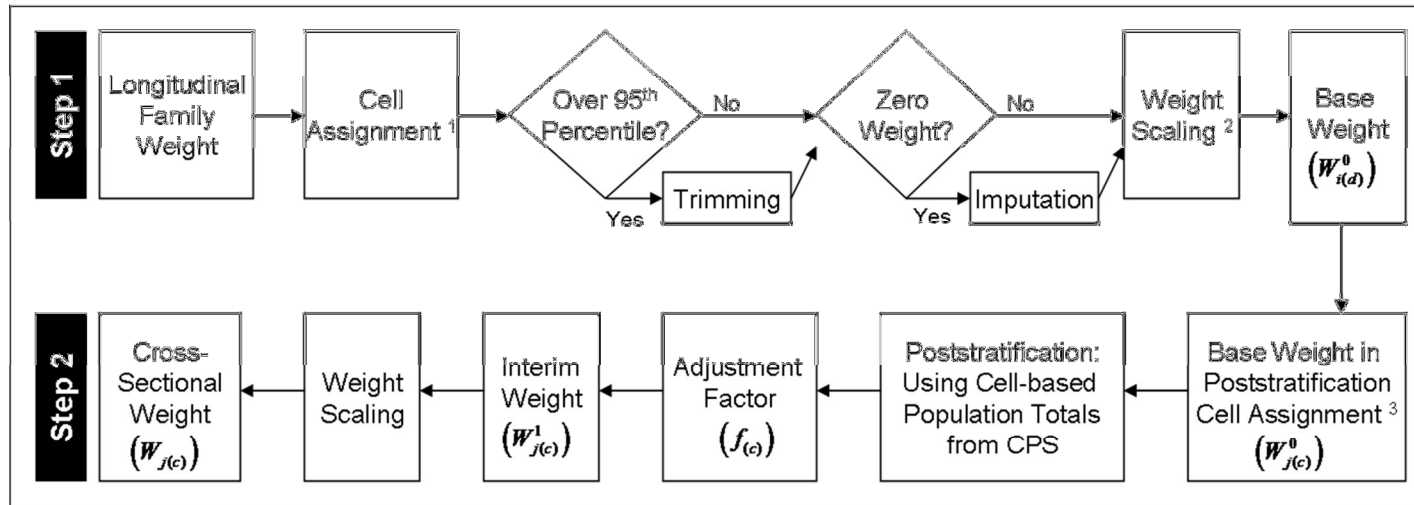 Step 1
Longitudinal
Family
Weight
Cell
Assignment ¹
Over 95th
Percentile?
No
Yes
Trimming
Zero
Weight?
No
Yes
Imputation
Weight
Scaling ²
Base
Weight
(W⁰i(d))
Step 2
Cross-
Sectional
Weight
(Wj(c))
Weight
Scaling
Interim
Weight
(W¹j(c))
Adjustment
Factor
(f(c))
Poststratification:
Using Cell-based
Population Totals
from CPS
Base Weight in
Poststratification
Cell Assignment ³
(W⁰j(c))